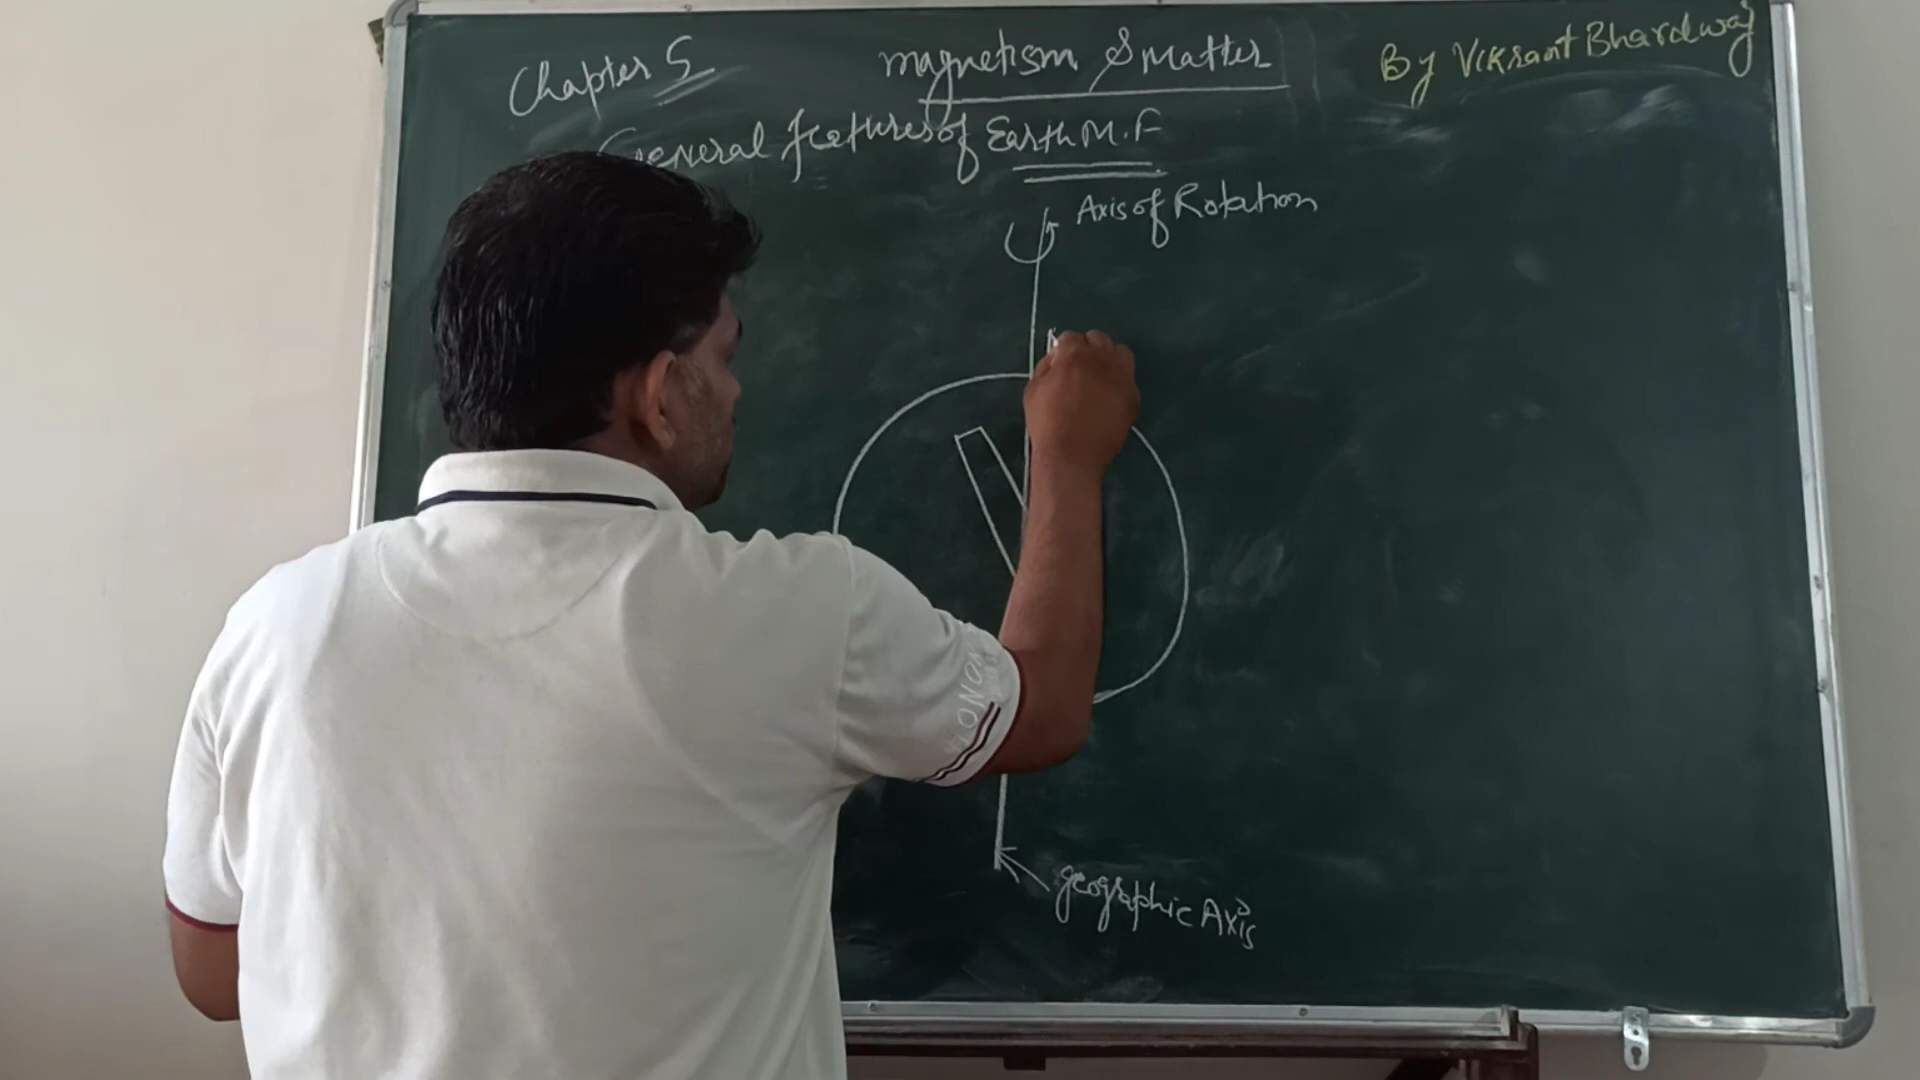 Chapter 5
magnetism & Matter
By Vikrant Bhardwaj
General features of Earth M.F
Axis of Rotation
geographic Axis